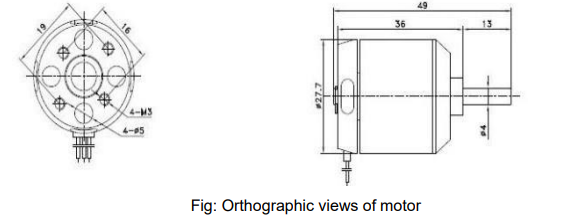 19
16
4-M3
4-ø5
49
36
13
ø27.7
ø4
Fig: Orthographic views of motor